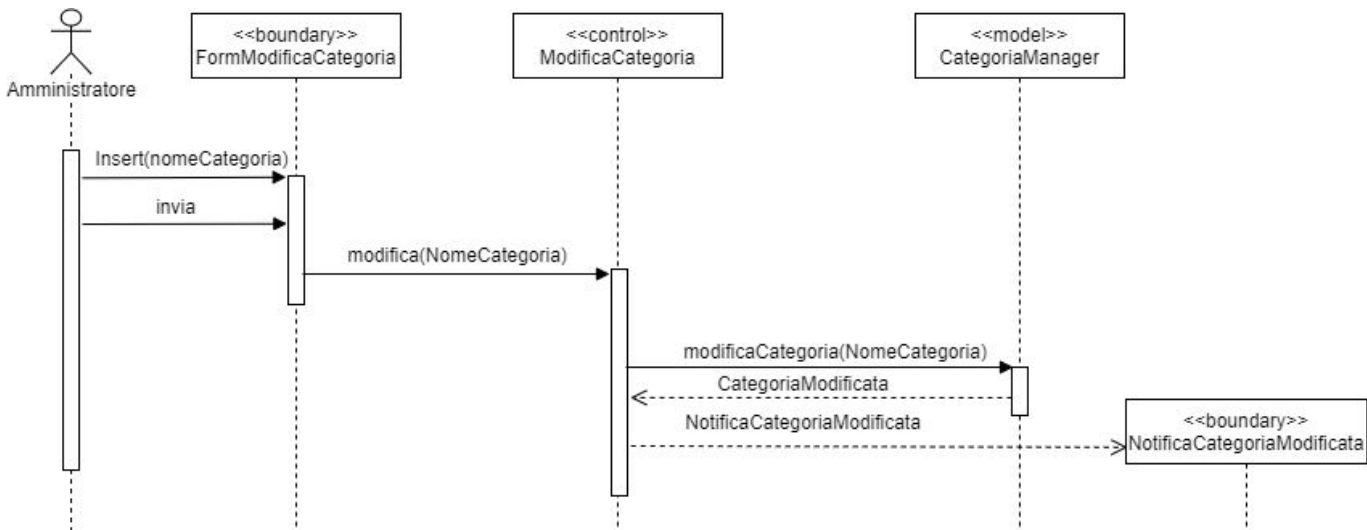 <<boundary>>
FormModificaCategoria
<<control>>
ModificaCategoria
<<model>>
CategoriaManager
Amministratore
Insert(nomeCategoria)
invia
modifica(NomeCategoria)
modificaCategoria(NomeCategoria)
CategoriaModificata
NotificaCategoriaModificata
<<boundary>>
NotificaCategoriaModificata